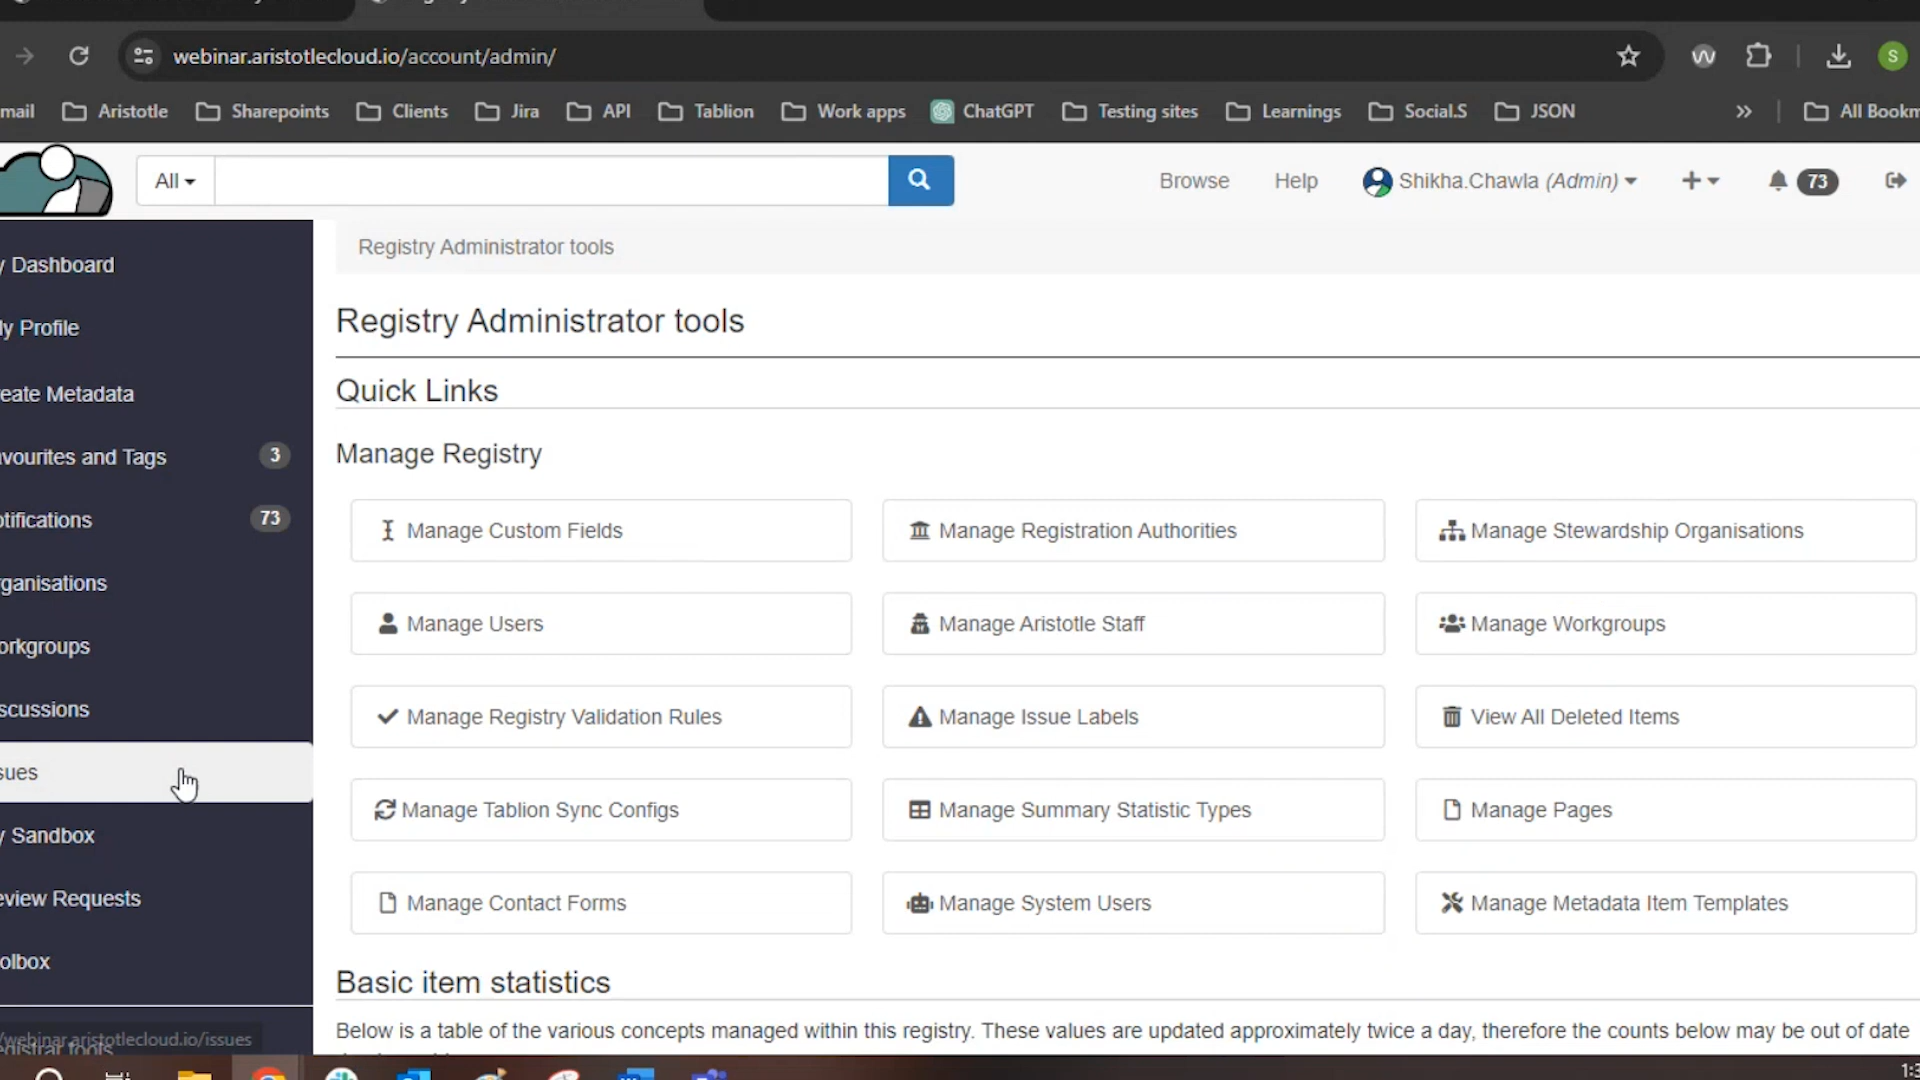 webinar.aristotlecloud.io/account/admin/
S
mail Aristotle Sharepoints Clients Jira API Tablion Work apps ChatGPT Testing sites Learnings Social.S JSON » All Bookm
All
Browse Help Shikha.Chawla (Admin) + 73
y Dashboard
ly Profile
eate Metadata
avourites and Tags 3
otifications 73
ganisations
orkgroups
scussions
sues
y Sandbox
eview Requests
olbox
/webinar.aristotlecloud.io/issues
Registry Administrator tools
Registry Administrator tools
Quick Links
Manage Registry
Manage Custom Fields Manage Registration Authorities Manage Stewardship Organisations
Manage Users Manage Aristotle Staff Manage Workgroups
Manage Registry Validation Rules Manage Issue Labels View All Deleted Items
Manage Tablion Sync Configs Manage Summary Statistic Types Manage Pages
Manage Contact Forms Manage System Users Manage Metadata Item Templates
Basic item statistics
Below is a table of the various concepts managed within this registry. These values are updated approximately twice a day, therefore the counts below may be out of date